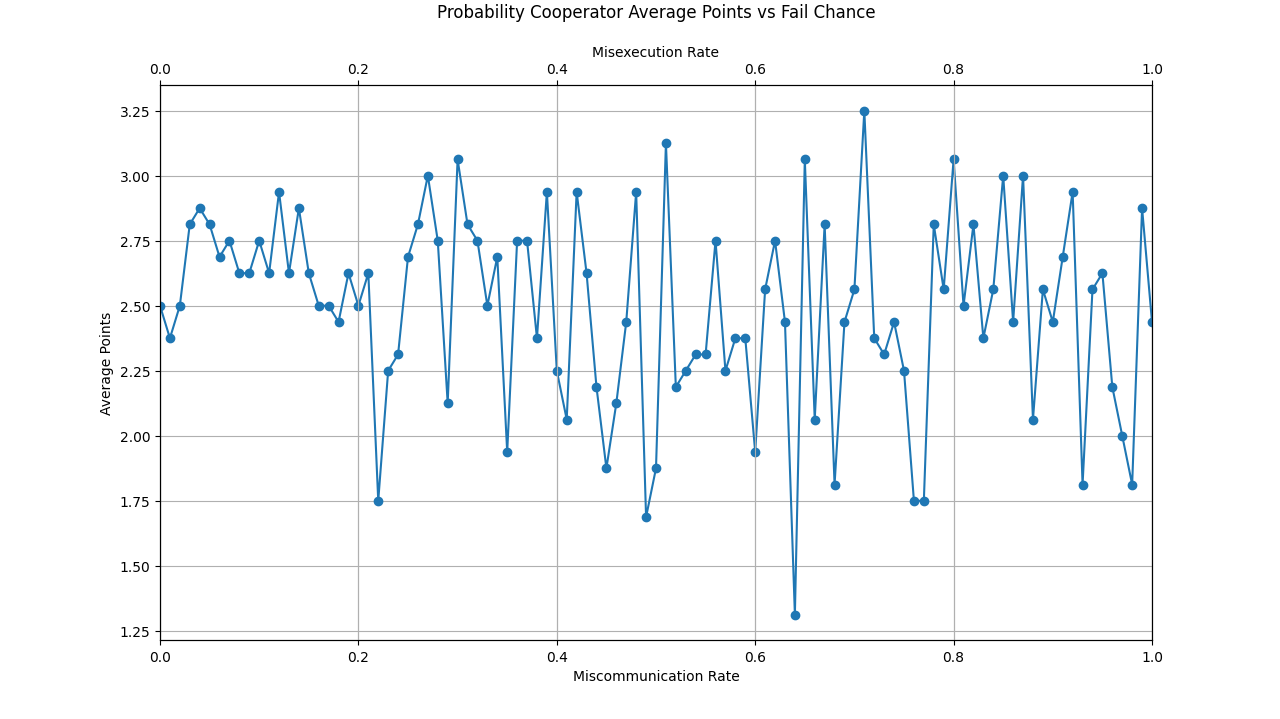 Probability Cooperator Average Points vs Fail Chance
Misexecution Rate
0.0 0.2 0.4 0.6 0.8 1.0
3.25
3.00
2.75
2.50
2.25
2.00
1.75
1.50
1.25
Average Points
0.0 0.2 0.4 0.6 0.8 1.0
Miscommunication Rate